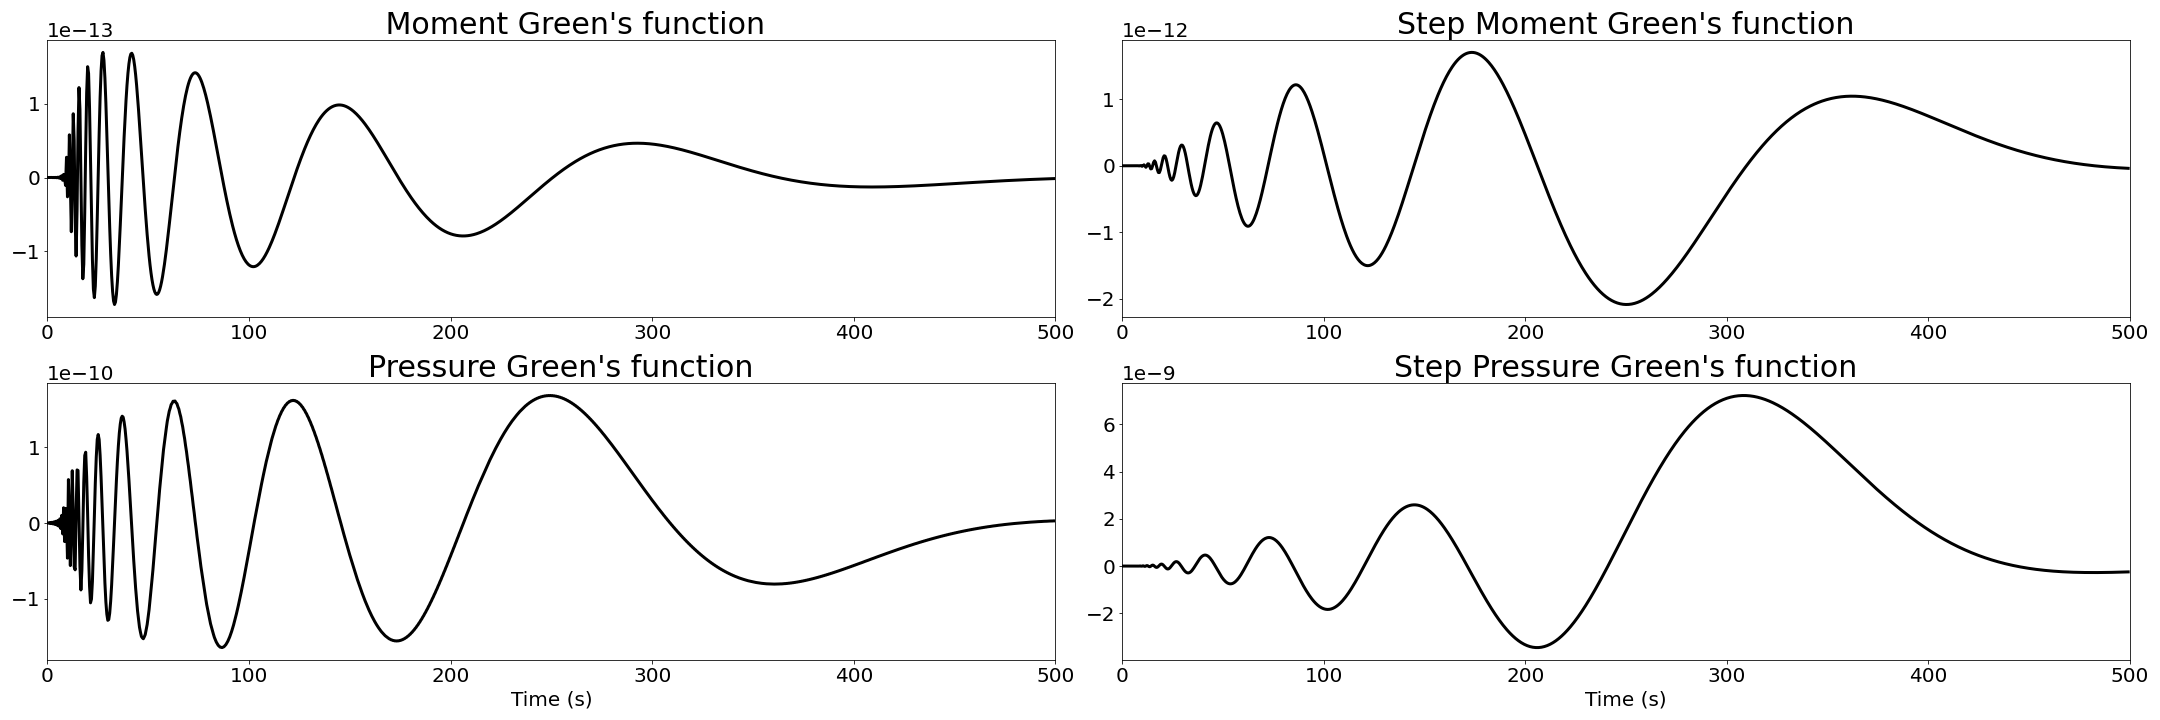 Moment Green's function
1e−13
1
0
−1
0 100 200 300 400 500
Step Moment Green's function
1e−12
1
0
−1
−2
0 100 200 300 400 500
Pressure Green's function
1e−10
1
0
−1
0 100 200 300 400 500
Time (s)
Step Pressure Green's function
1e−9
6
4
2
0
−2
0 100 200 300 400 500
Time (s)